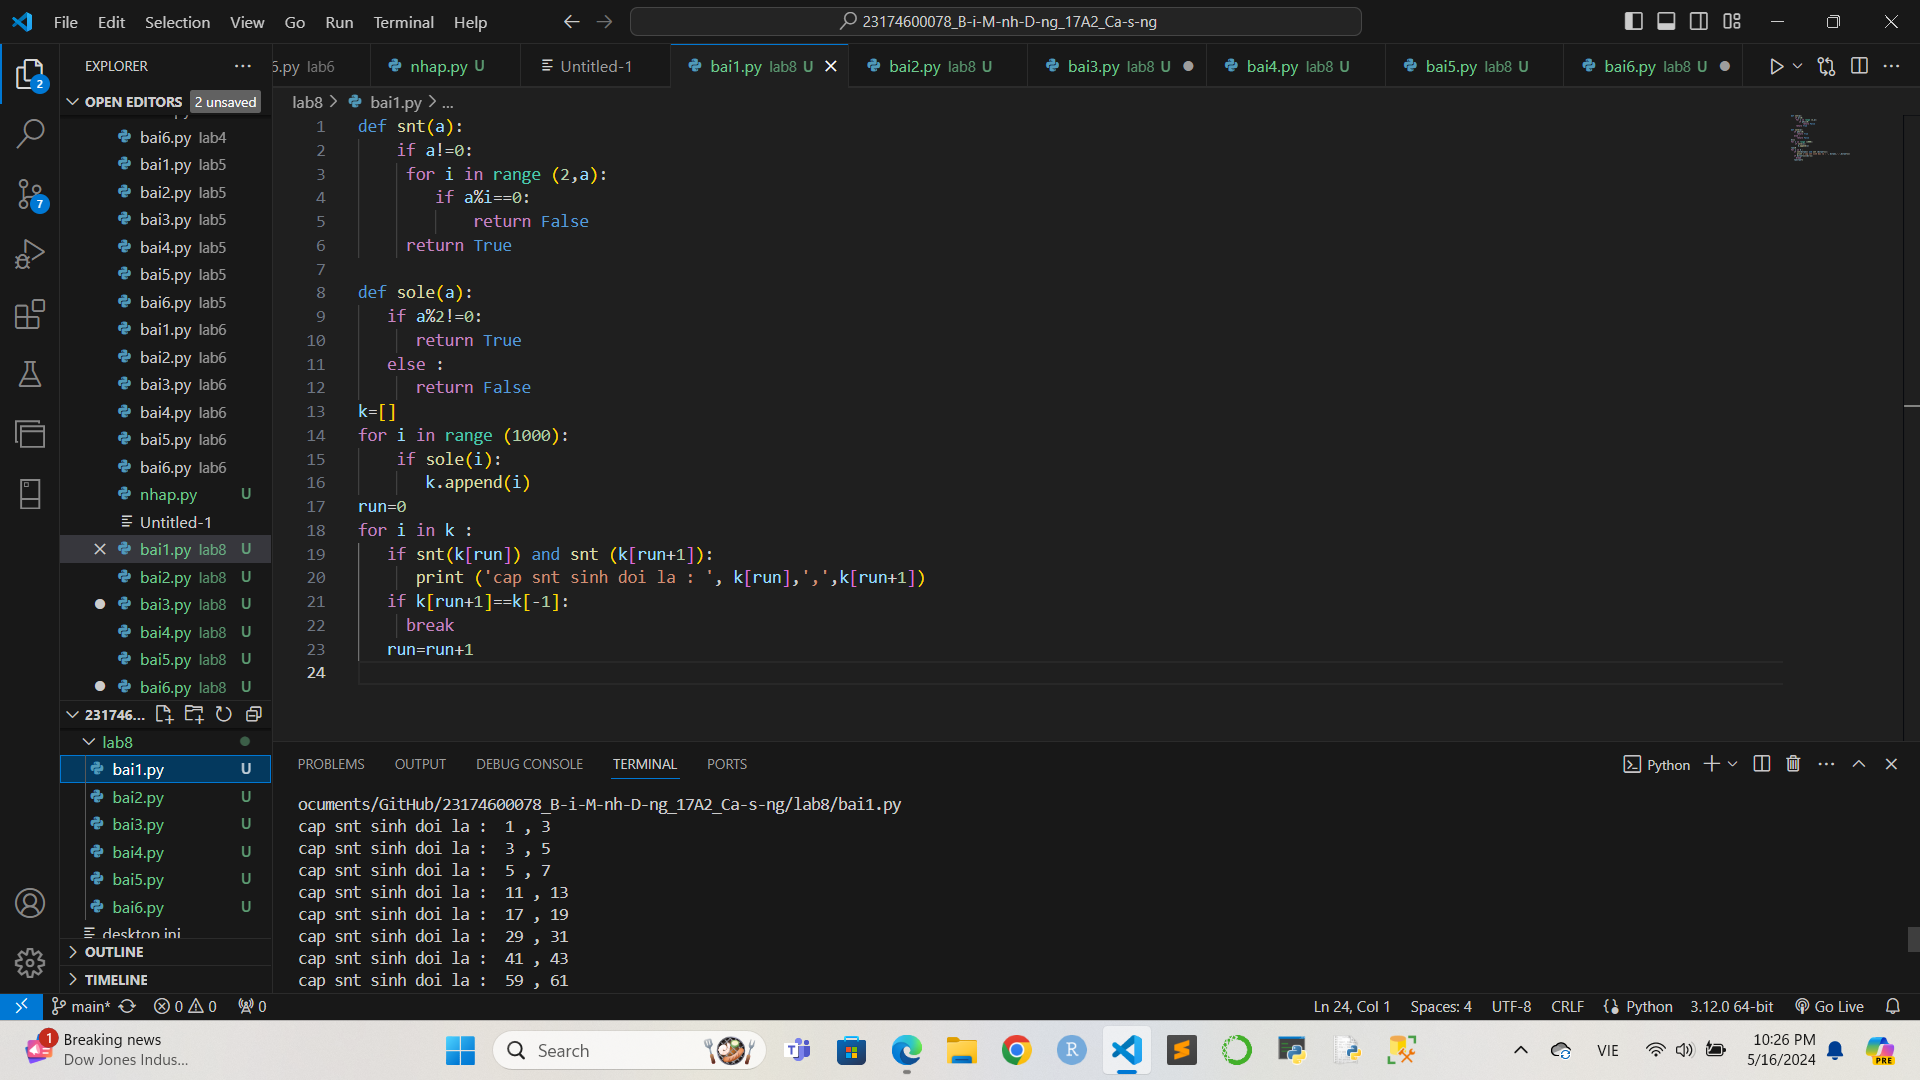 File Edit Selection View Go Run Terminal Help
23174600078_B-i-M-nh-D-ng_17A2_Ca-s-ng
EXPLORER
OPEN EDITORS 2 unsaved
bai6.py lab4
bai1.py lab5
bai2.py lab5
bai3.py lab5
bai4.py lab5
bai5.py lab5
bai6.py lab5
bai1.py lab6
bai2.py lab6
bai3.py lab6
bai4.py lab6
bai5.py lab6
bai6.py lab6
nhap.py U
Untitled-1
bai1.py lab8 U
bai2.py lab8 U
bai3.py lab8 U
bai4.py lab8 U
bai5.py lab8 U
bai6.py lab8 U
231746...
lab8
bai1.py U
bai2.py U
bai3.py U
bai4.py U
bai5.py U
bai6.py U
desktop.ini
OUTLINE
TIMELINE
2
7
.py lab6 nhap.py U Untitled-1 bai1.py lab8 U bai2.py lab8 U bai3.py lab8 U bai4.py lab8 U bai5.py lab8 U bai6.py lab8 U
lab8 > bai1.py > ...
1 def snt(a):
2 if a!=0:
3 for i in range (2,a):
4 if a%i==0:
5 return False
6 return True
7
8 def sole(a):
9 if a%2!=0:
10 return True
11 else :
12 return False
13 k=[]
14 for i in range (1000):
15 if sole(i):
16 k.append(i)
17 run=0
18 for i in k :
19 if snt(k[run]) and snt (k[run+1]):
20 print ('cap snt sinh doi la : ', k[run],',',k[run+1])
21 if k[run+1]==k[-1]:
22 break
23 run=run+1
24
PROBLEMS OUTPUT DEBUG CONSOLE TERMINAL PORTS
Python
ocuments/GitHub/23174600078_B-i-M-nh-D-ng_17A2_Ca-s-ng/lab8/bai1.py
cap snt sinh doi la :  1 , 3
cap snt sinh doi la :  3 , 5
cap snt sinh doi la :  5 , 7
cap snt sinh doi la :  11 , 13
cap snt sinh doi la :  17 , 19
cap snt sinh doi la :  29 , 31
cap snt sinh doi la :  41 , 43
cap snt sinh doi la :  59 , 61
main* 0 0 0 Ln 24, Col 1 Spaces: 4 UTF-8 CRLF Python 3.12.0 64-bit Go Live
1
Breaking news
Dow Jones Indus...
Search
R
VIE
10:26 PM
5/16/2024
PRE